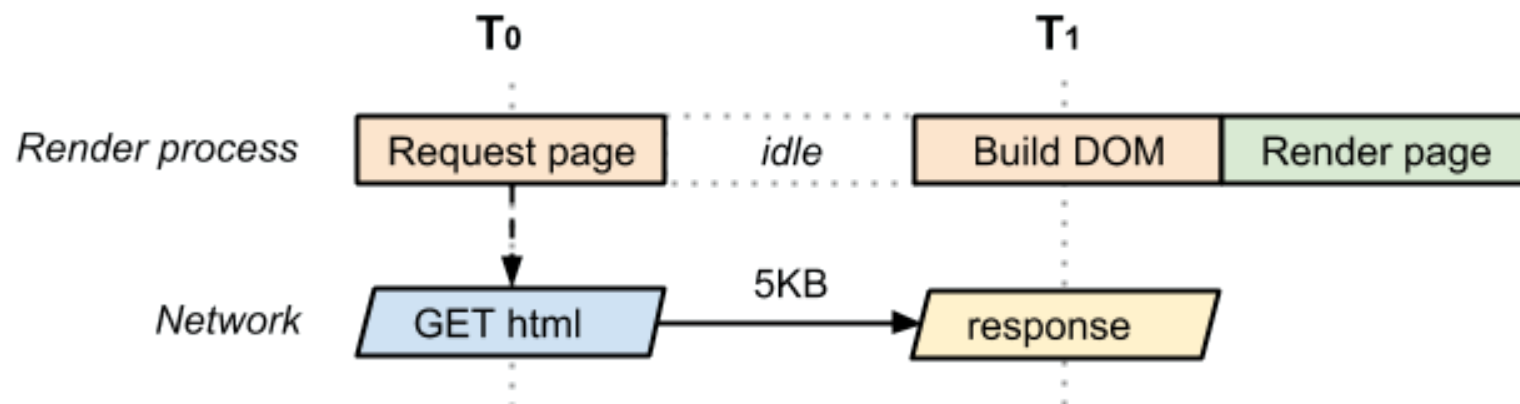 T0 T1
Render process Request page idle Build DOM Render page
5KB
Network GET html response